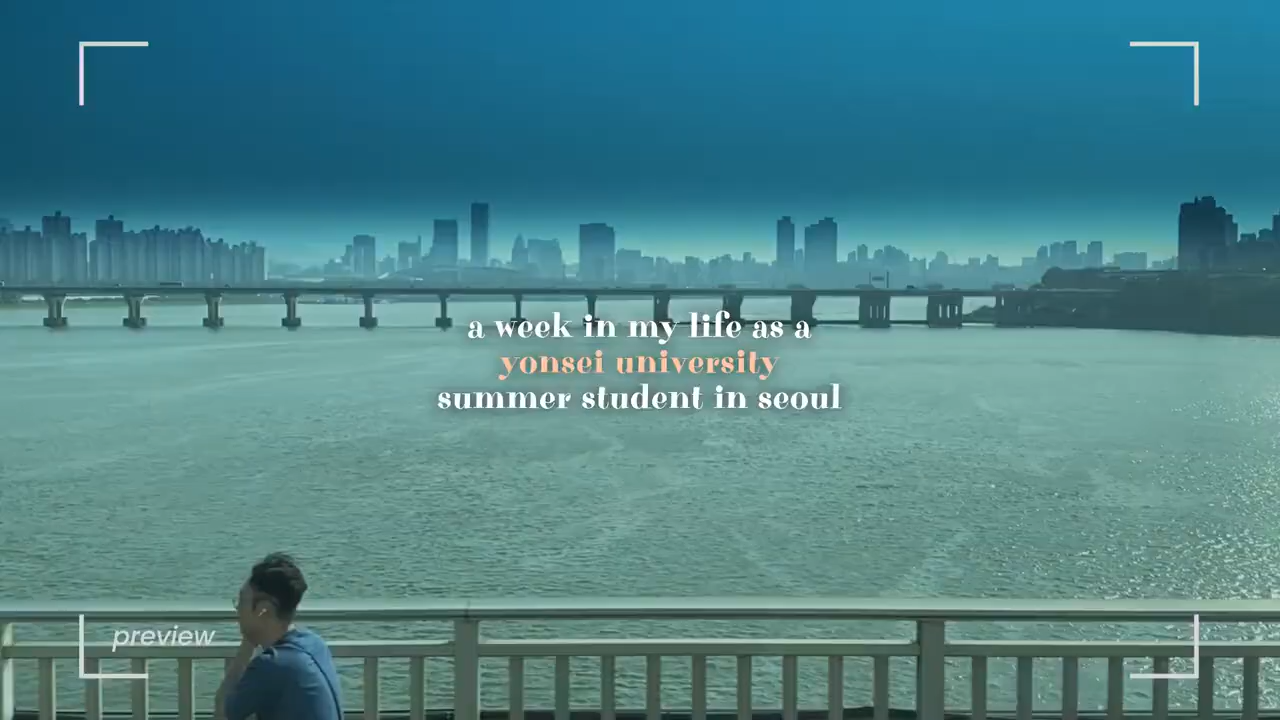 a week in my life as a
yonsei university
summer student in seoul
preview